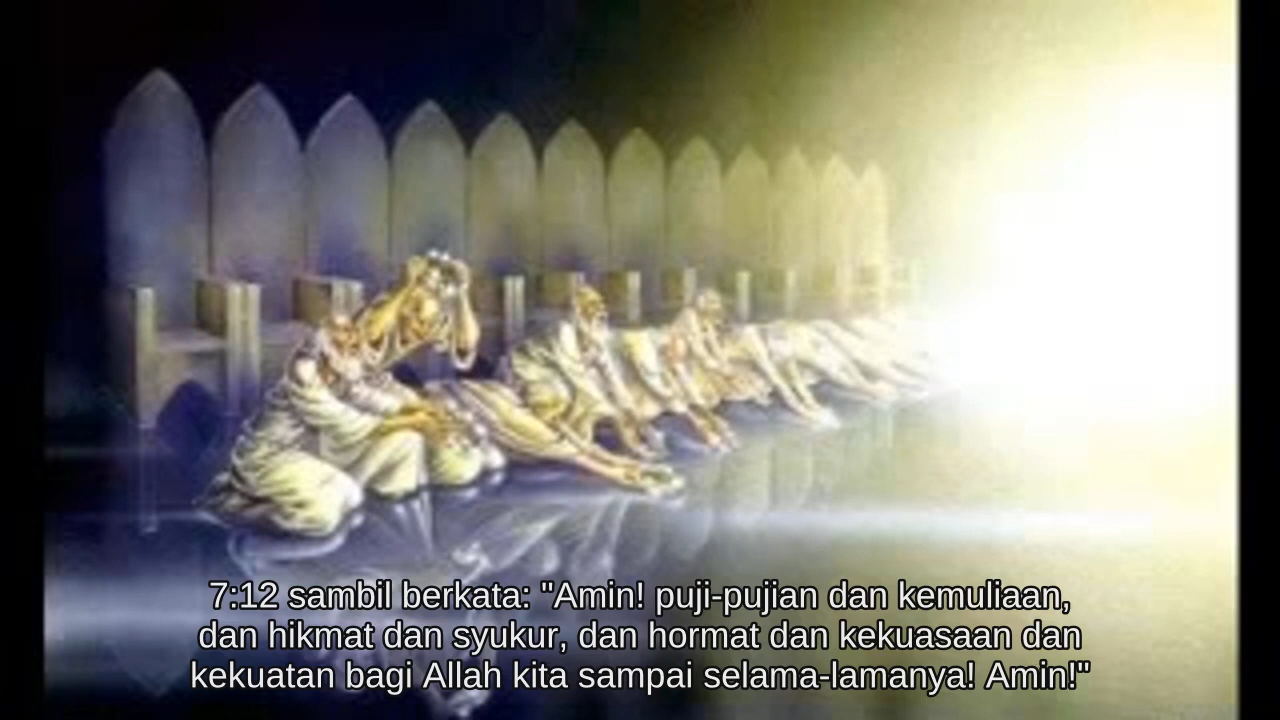 7:12 sambil berkata: "Amin! puji-pujian dan kemuliaan,
dan hikmat dan syukur, dan hormat dan kekuasaan dan
kekuatan bagi Allah kita sampai selama-lamanya! Amin!"